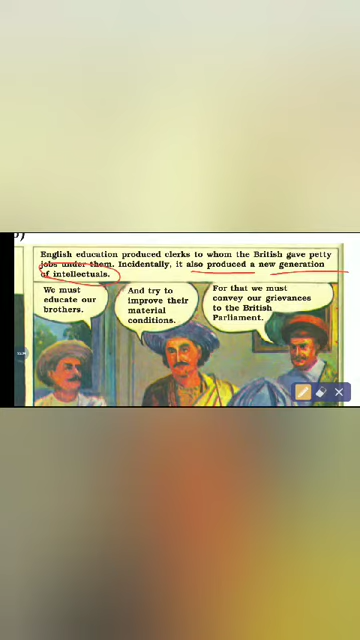 English education produced clerks to whom the British gave petty
jobs under them. Incidentally, it also produced a new generation
of intellectuals.
We must
educate our
brothers.
And try to
improve their
material
conditions.
For that we must
convey our grievances
to the British
Parliament.